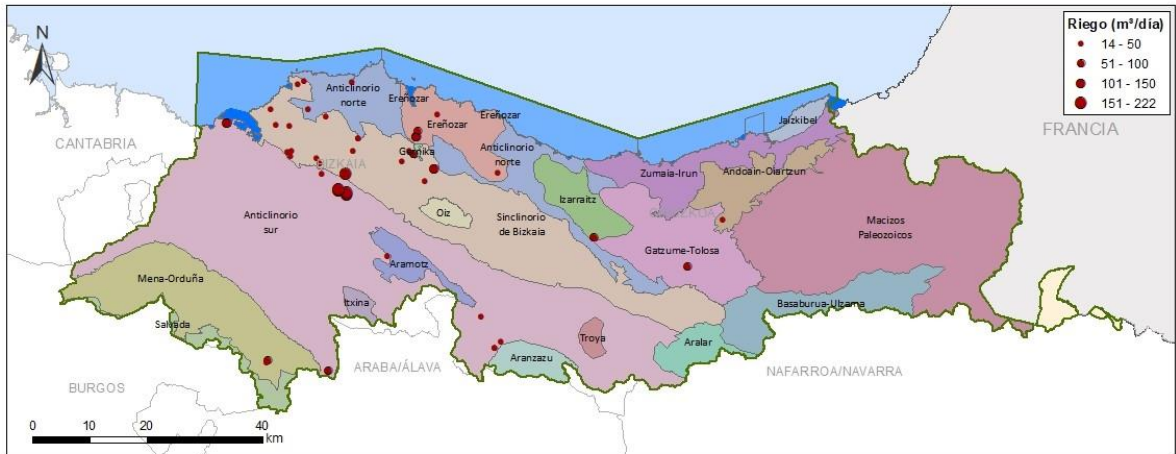 N
Riego (m³/día)
14 - 50
51 - 100
101 - 150
151 - 222
CANTABRIA
FRANCIA
Anticlinorio
norte
Ereñozar
Ereñozar
Ereñozar
Jaizkibel
Gernika
BIZKAIA
Anticlinorio
norte
Zumaia-Irun
Andoain-Oiartzun
Izarraitz
Oiz
Sinclinorio
de Bizkaia
Anticlinorio
sur
Macizos
Paleozoicos
Gatzume-Tolosa
Mena-Orduña
Aramotz
Itxina
Basaburua-Ulzama
Salvada
Troya
Aralar
Aranzazu
ARABA/ÁLAVA
NAFARROA/NAVARRA
BURGOS
0 10 20 40
km